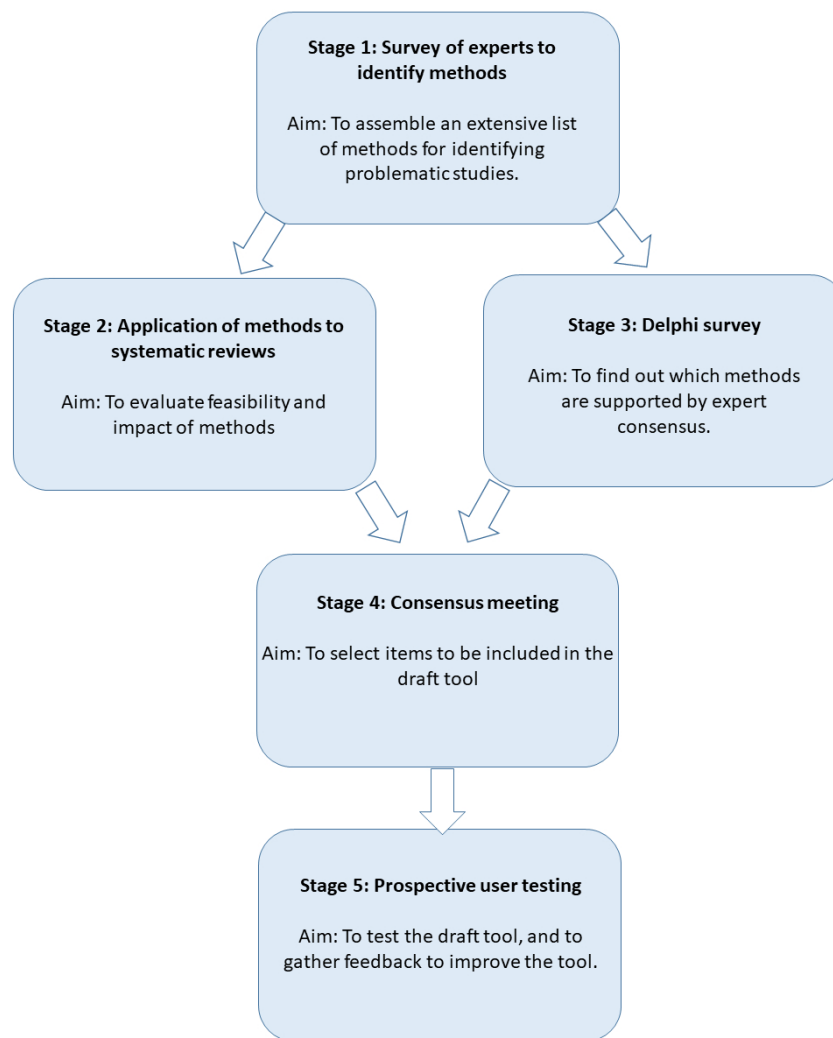 Stage 1: Survey of experts to
identify methods
Aim: To assemble an extensive list
of methods for identifying
problematic studies.
Stage 2: Application of methods to
systematic reviews
Aim: To evaluate feasibility and
impact of methods
Stage 3: Delphi survey
Aim: To find out which methods
are supported by expert
consensus.
Stage 4: Consensus meeting
Aim: To select items to be included in the
draft tool
Stage 5: Prospective user testing
Aim: To test the draft tool, and to
gather feedback to improve the tool.